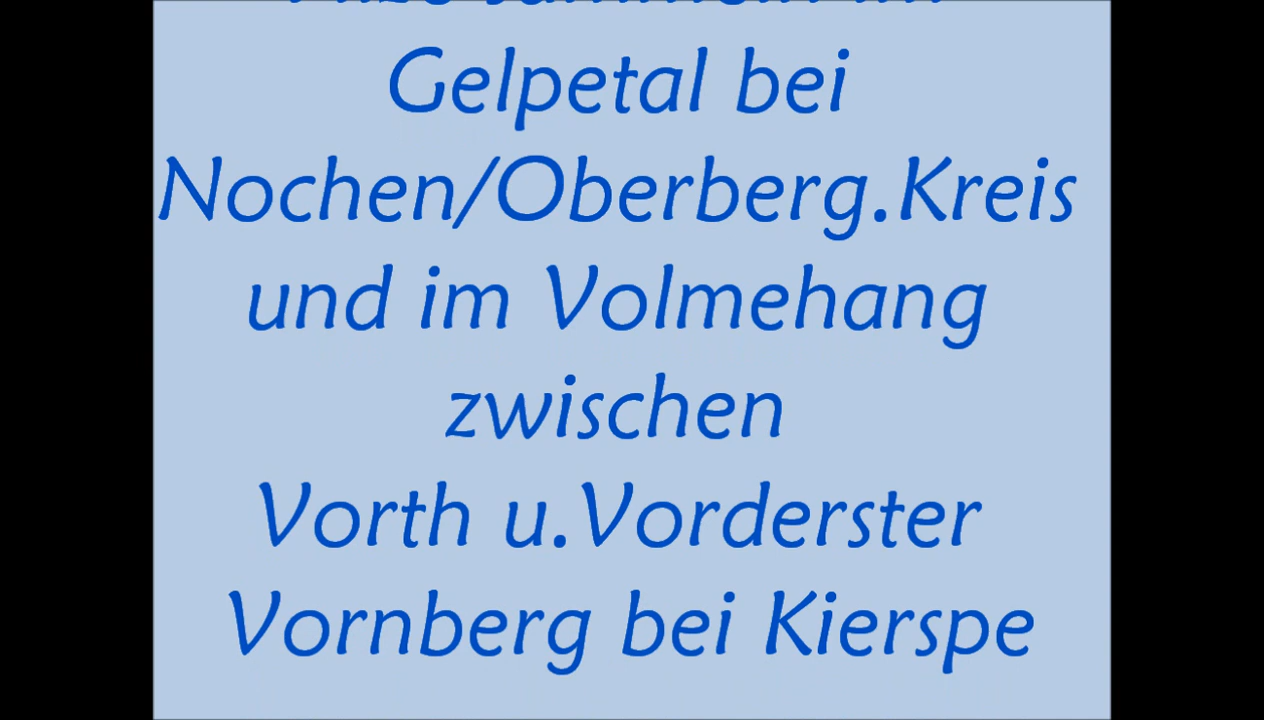 Gelpetal bei
Nochen/Oberberg.Kreis
und im Volmehang
zwischen
Vorth u.Vorderster
Vornberg bei Kierspe